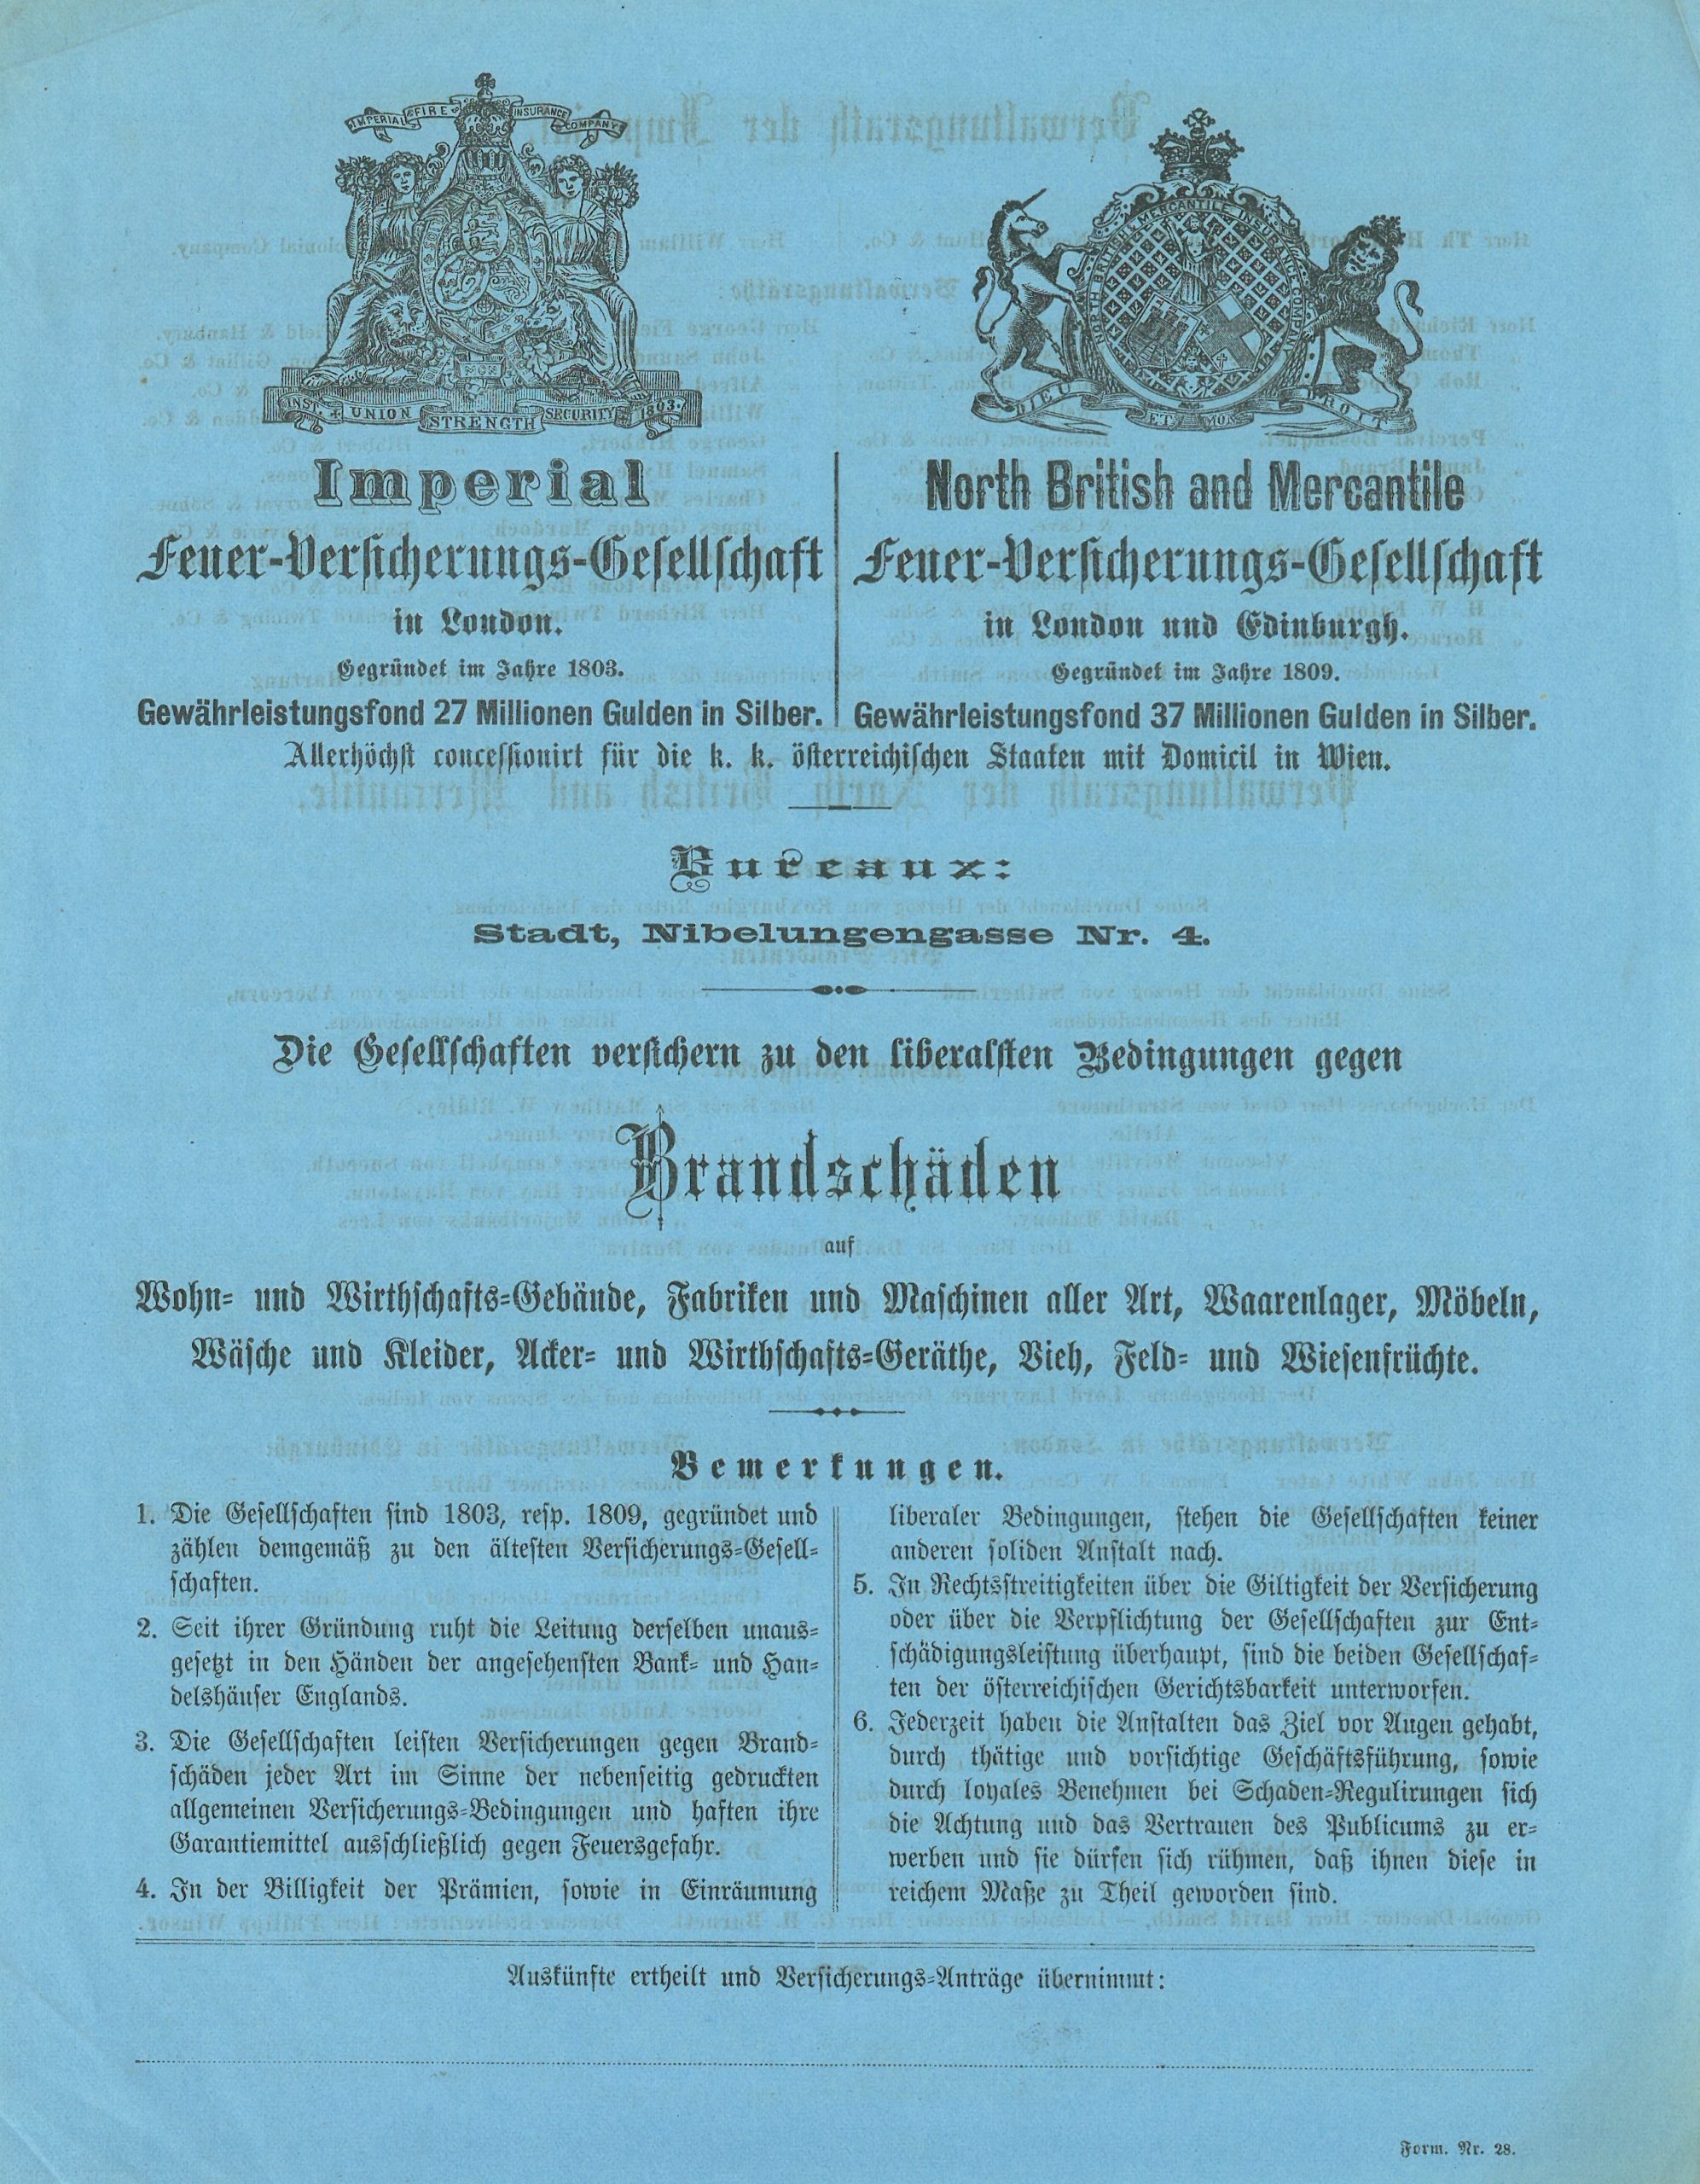 IMPERIAL FIRE INSURANCE COMPANY
INST. UNION STRENGTH SECURITY 1803.
NORTH BRITISH & MERCANTILE INSURANCE COMPANY
DIEU ET MON DROIT
Imperial
Feuer-Versicherungs-Gesellschaft
in London.
Gegründet im Jahre 1803.
Gewährleistungsfond 27 Millionen Gulden in Silber.
North British and Mercantile
Feuer-Versicherungs-Gesellschaft
in London und Edinburgh.
Gegründet im Jahre 1809.
Gewährleistungsfond 37 Millionen Gulden in Silber.
Allerhöchst concessionirt für die k. k. österreichischen Staaten mit Domicil in Wien.
Bureaux:
Stadt, Nibelungengasse Nr. 4.
Die Gesellschaften versichern zu den liberalsten Bedingungen gegen
Brandschäden
auf
Wohn- und Wirthschafts-Gebäude, Fabriken und Maschinen aller Art, Waarenlager, Möbeln,
Wäsche und Kleider, Acker- und Wirthschafts-Geräthe, Vieh, Feld- und Wiesenfrüchte.
Bemerkungen.
1. Die Gesellschaften sind 1803, resp. 1809, gegründet und
zählen demgemäß zu den ältesten Versicherungs-Gesell-
schaften.
2. Seit ihrer Gründung ruht die Leitung derselben unaus-
gesetzt in den Händen der angesehensten Bank- und Han-
delshäuser Englands.
3. Die Gesellschaften leisten Versicherungen gegen Brand-
schäden jeder Art im Sinne der nebenseitig gedruckten
allgemeinen Versicherungs-Bedingungen und haften ihre
Garantiemittel ausschließlich gegen Feuersgefahr.
4. In der Billigkeit der Prämien, sowie in Einräumung
liberaler Bedingungen, stehen die Gesellschaften keiner
anderen soliden Anstalt nach.
5. In Rechtsstreitigkeiten über die Giltigkeit der Versicherung
oder über die Verpflichtung der Gesellschaften zur Ent-
schädigungsleistung überhaupt, sind die beiden Gesellschaf-
ten der österreichischen Gerichtsbarkeit unterworfen.
6. Jederzeit haben die Anstalten das Ziel vor Augen gehabt,
durch thätige und vorsichtige Geschäftsführung, sowie
durch loyales Benehmen bei Schaden-Regulirungen sich
die Achtung und das Vertrauen des Publicums zu er-
werben und sie dürfen sich rühmen, daß ihnen diese in
reichem Maße zu Theil geworden sind.
Auskünfte ertheilt und Versicherungs-Anträge übernimmt:
Form. Nr. 28.